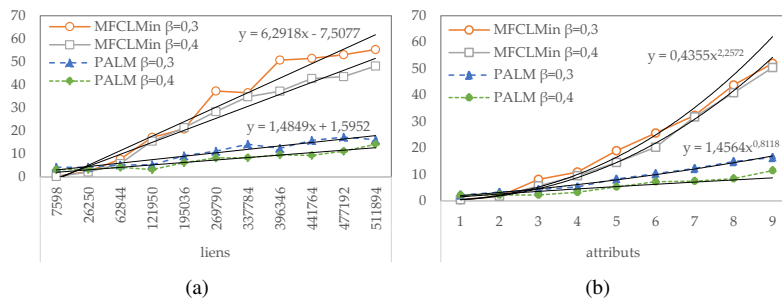 70
60
50
40
30
20
10
0
MFCLMin β=0,3
MFCLMin β=0,4
PALM β=0,3
PALM β=0,4
y = 6,2918x - 7,5077
y = 1,4849x + 1,5952
7598 26250 62844 121950 195036 269790 337784 396346 441764 477192 511894
liens
(a)
70
60
50
40
30
20
10
0
MFCLMin β=0,3
MFCLMin β=0,4
PALM β=0,3
PALM β=0,4
y = 0,4355x^2,2572
y = 1,4564x^0,8118
1 2 3 4 5 6 7 8 9
attributs
(b)